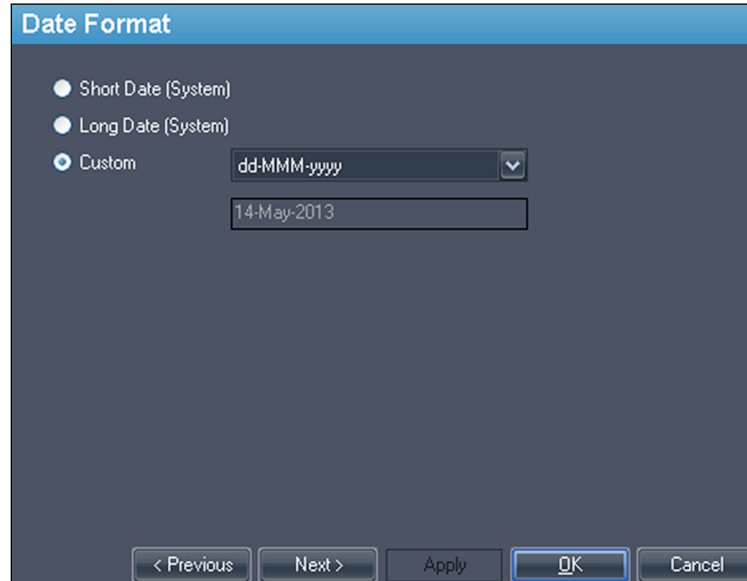 Date Format
Short Date (System)
Long Date (System)
Custom
dd-MMM-yyyy
14-May-2013
< Previous
Next >
Apply
OK
Cancel